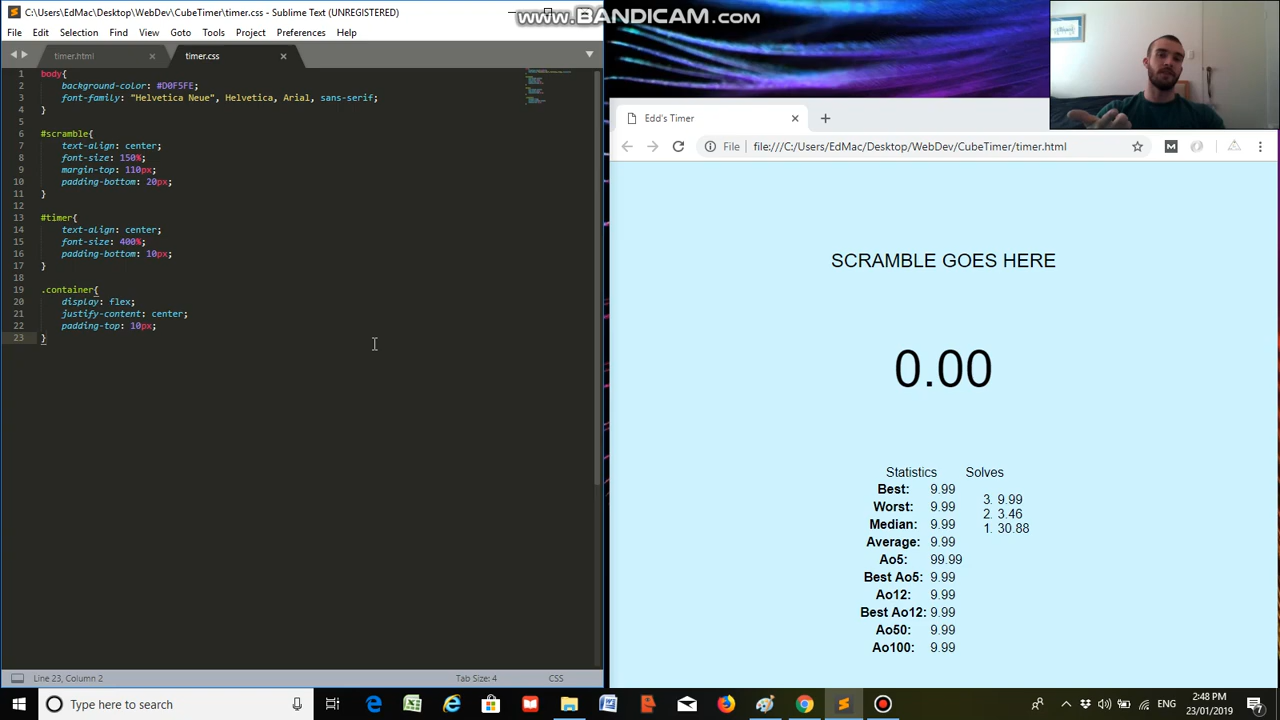 C:\Users\EdMac\Desktop\WebDev\CubeTimer\timer.css - Sublime Text (UNREGISTERED)
www.BANDICAM.com
File Edit Selection Find View Goto Tools Project Preferences Help
timer.html
timer.css
1 body{
2 background-color: #D0F5FE;
3 font-family: "Helvetica Neue", Helvetica, Arial, sans-serif;
4 }
5
6 #scramble{
7 text-align: center;
8 font-size: 150%;
9 margin-top: 110px;
10 padding-bottom: 20px;
11 }
12
13 #timer{
14 text-align: center;
15 font-size: 400%;
16 padding-bottom: 10px;
17 }
18
19 .container{
20 display: flex;
21 justify-content: center;
22 padding-top: 10px;
23 }
Line 23, Column 2
Tab Size: 4
CSS
Edd's Timer
File file:///C:/Users/EdMac/Desktop/WebDev/CubeTimer/timer.html
SCRAMBLE GOES HERE
0.00
Statistics
Best: 9.99
Worst: 9.99
Median: 9.99
Average: 9.99
Ao5: 99.99
Best Ao5: 9.99
Ao12: 9.99
Best Ao12: 9.99
Ao50: 9.99
Ao100: 9.99
Solves
3. 9.99
2. 3.46
1. 30.88
Type here to search
ENG
2:48 PM
23/01/2019